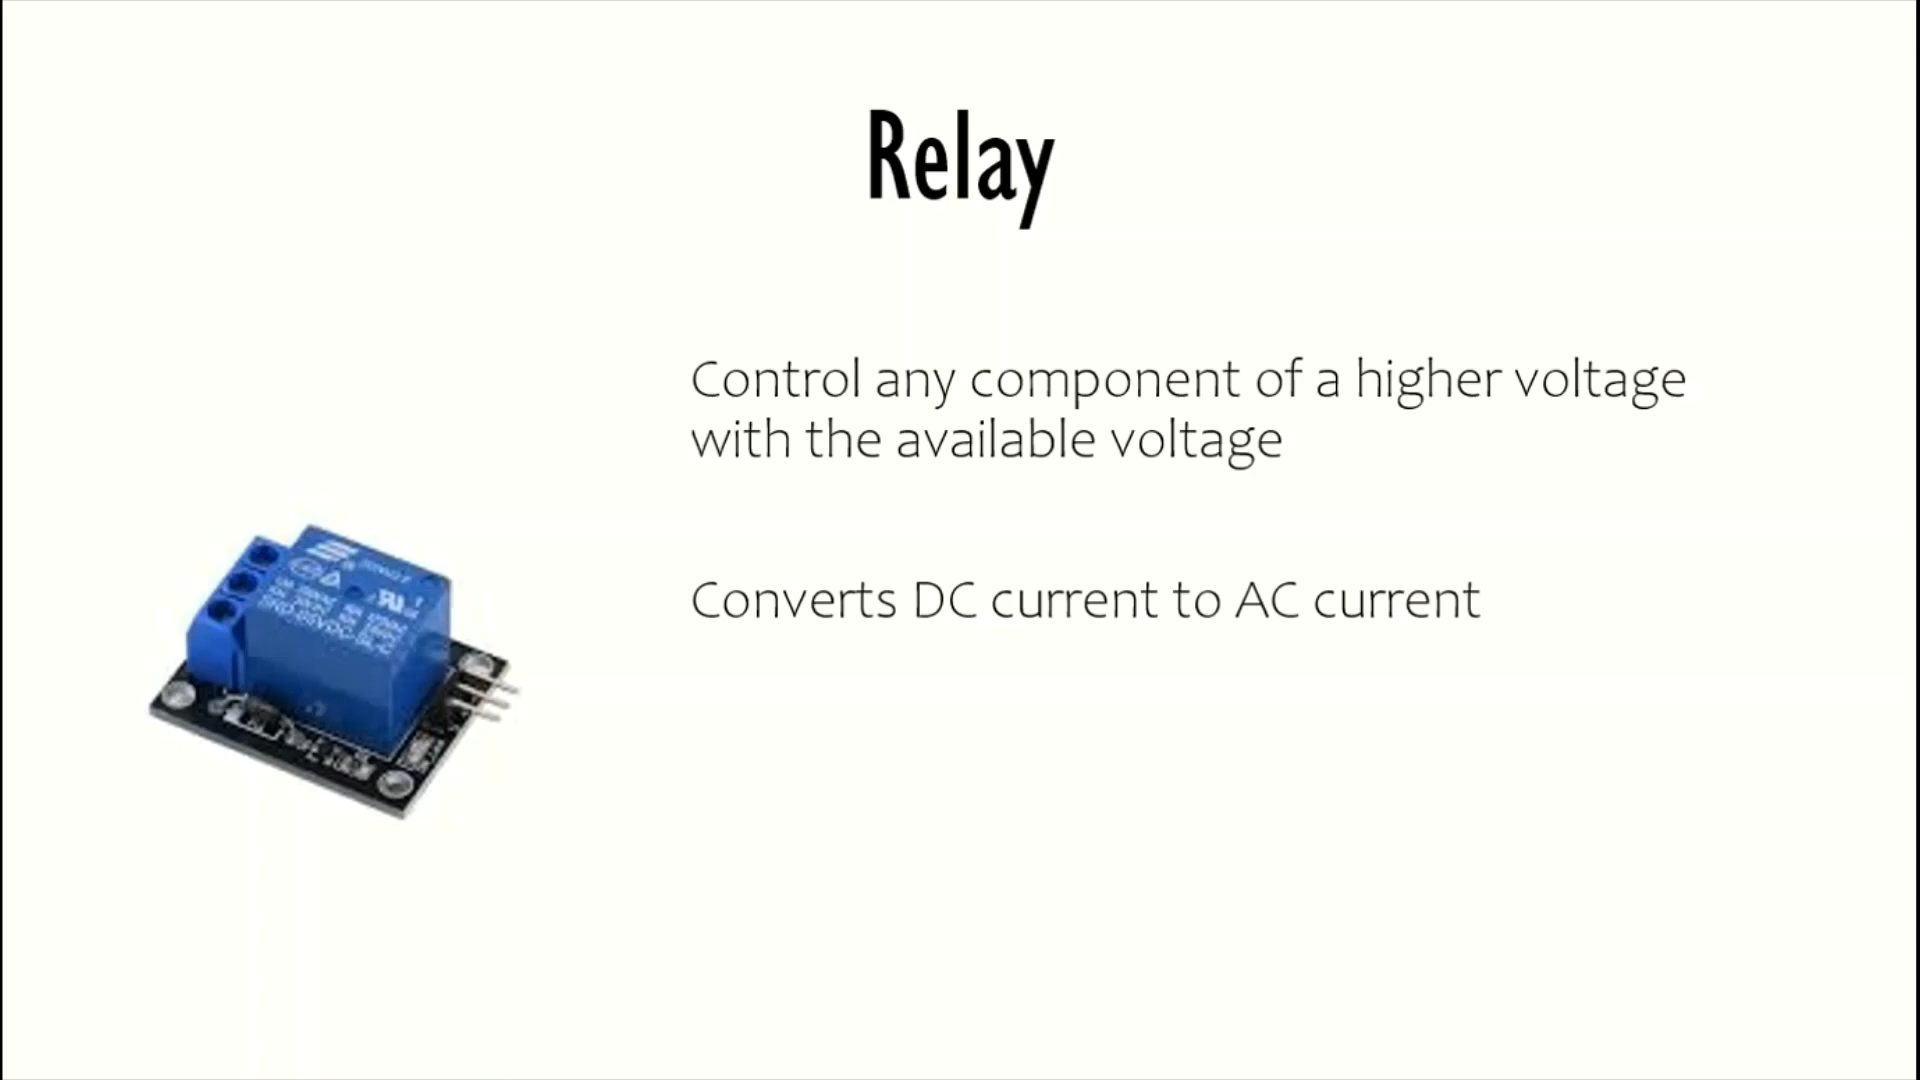 Relay
Control any component of a higher voltage
with the available voltage
Converts DC current to AC current